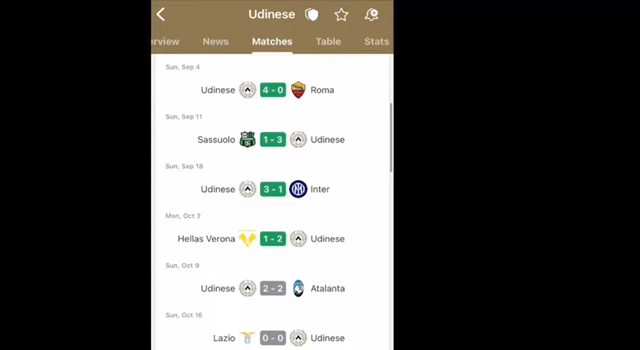 Udinese
rview News Matches Table Stats
Sun, Sep 4
Udinese 4 - 0 Roma
Sun, Sep 11
Sassuolo 1 - 3 Udinese
Sun, Sep 18
Udinese 3 - 1 Inter
Mon, Oct 3
Hellas Verona 1 - 2 Udinese
Sun, Oct 9
Udinese 2 - 2 Atalanta
Sun, Oct 16
Lazio 0 - 0 Udinese